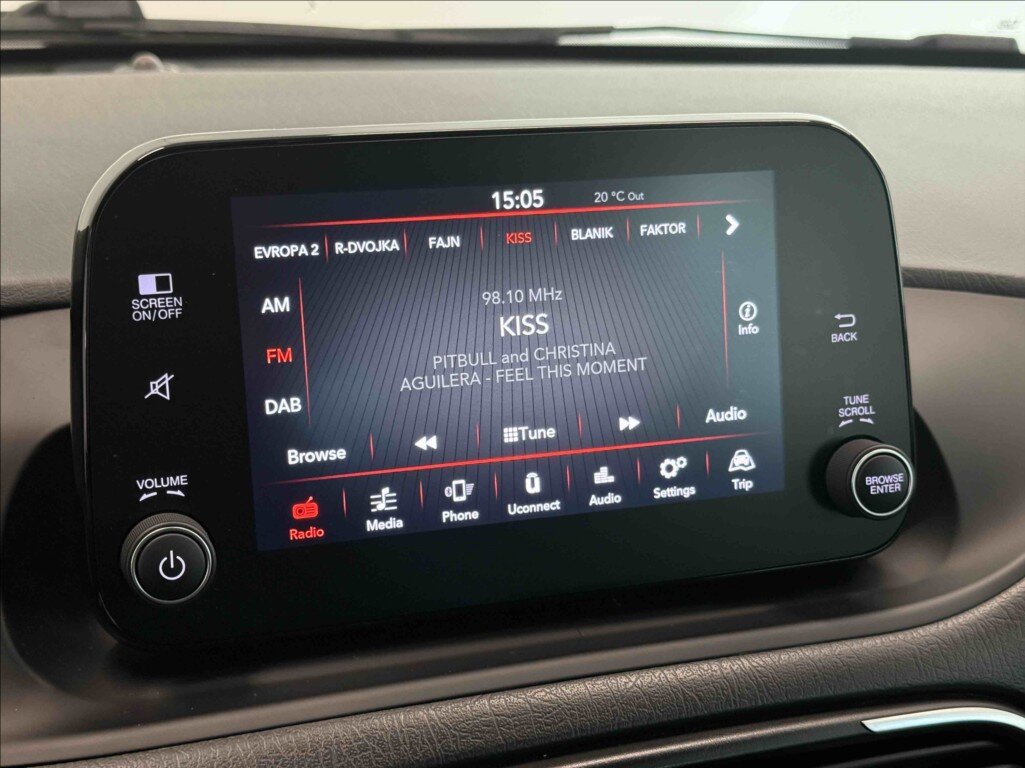 15:05 20 °C Out
EVROPA 2 R-DVOJKA FAJN KISS BLANIK FAKTOR
AM
FM
DAB
98.10 MHz
KISS
PITBULL and CHRISTINA
AGUILERA - FEEL THIS MOMENT
Info
Browse Tune Audio
Radio Media Phone Uconnect Audio Settings Trip
SCREEN
ON/OFF
VOLUME
BACK
TUNE
SCROLL
BROWSE
ENTER